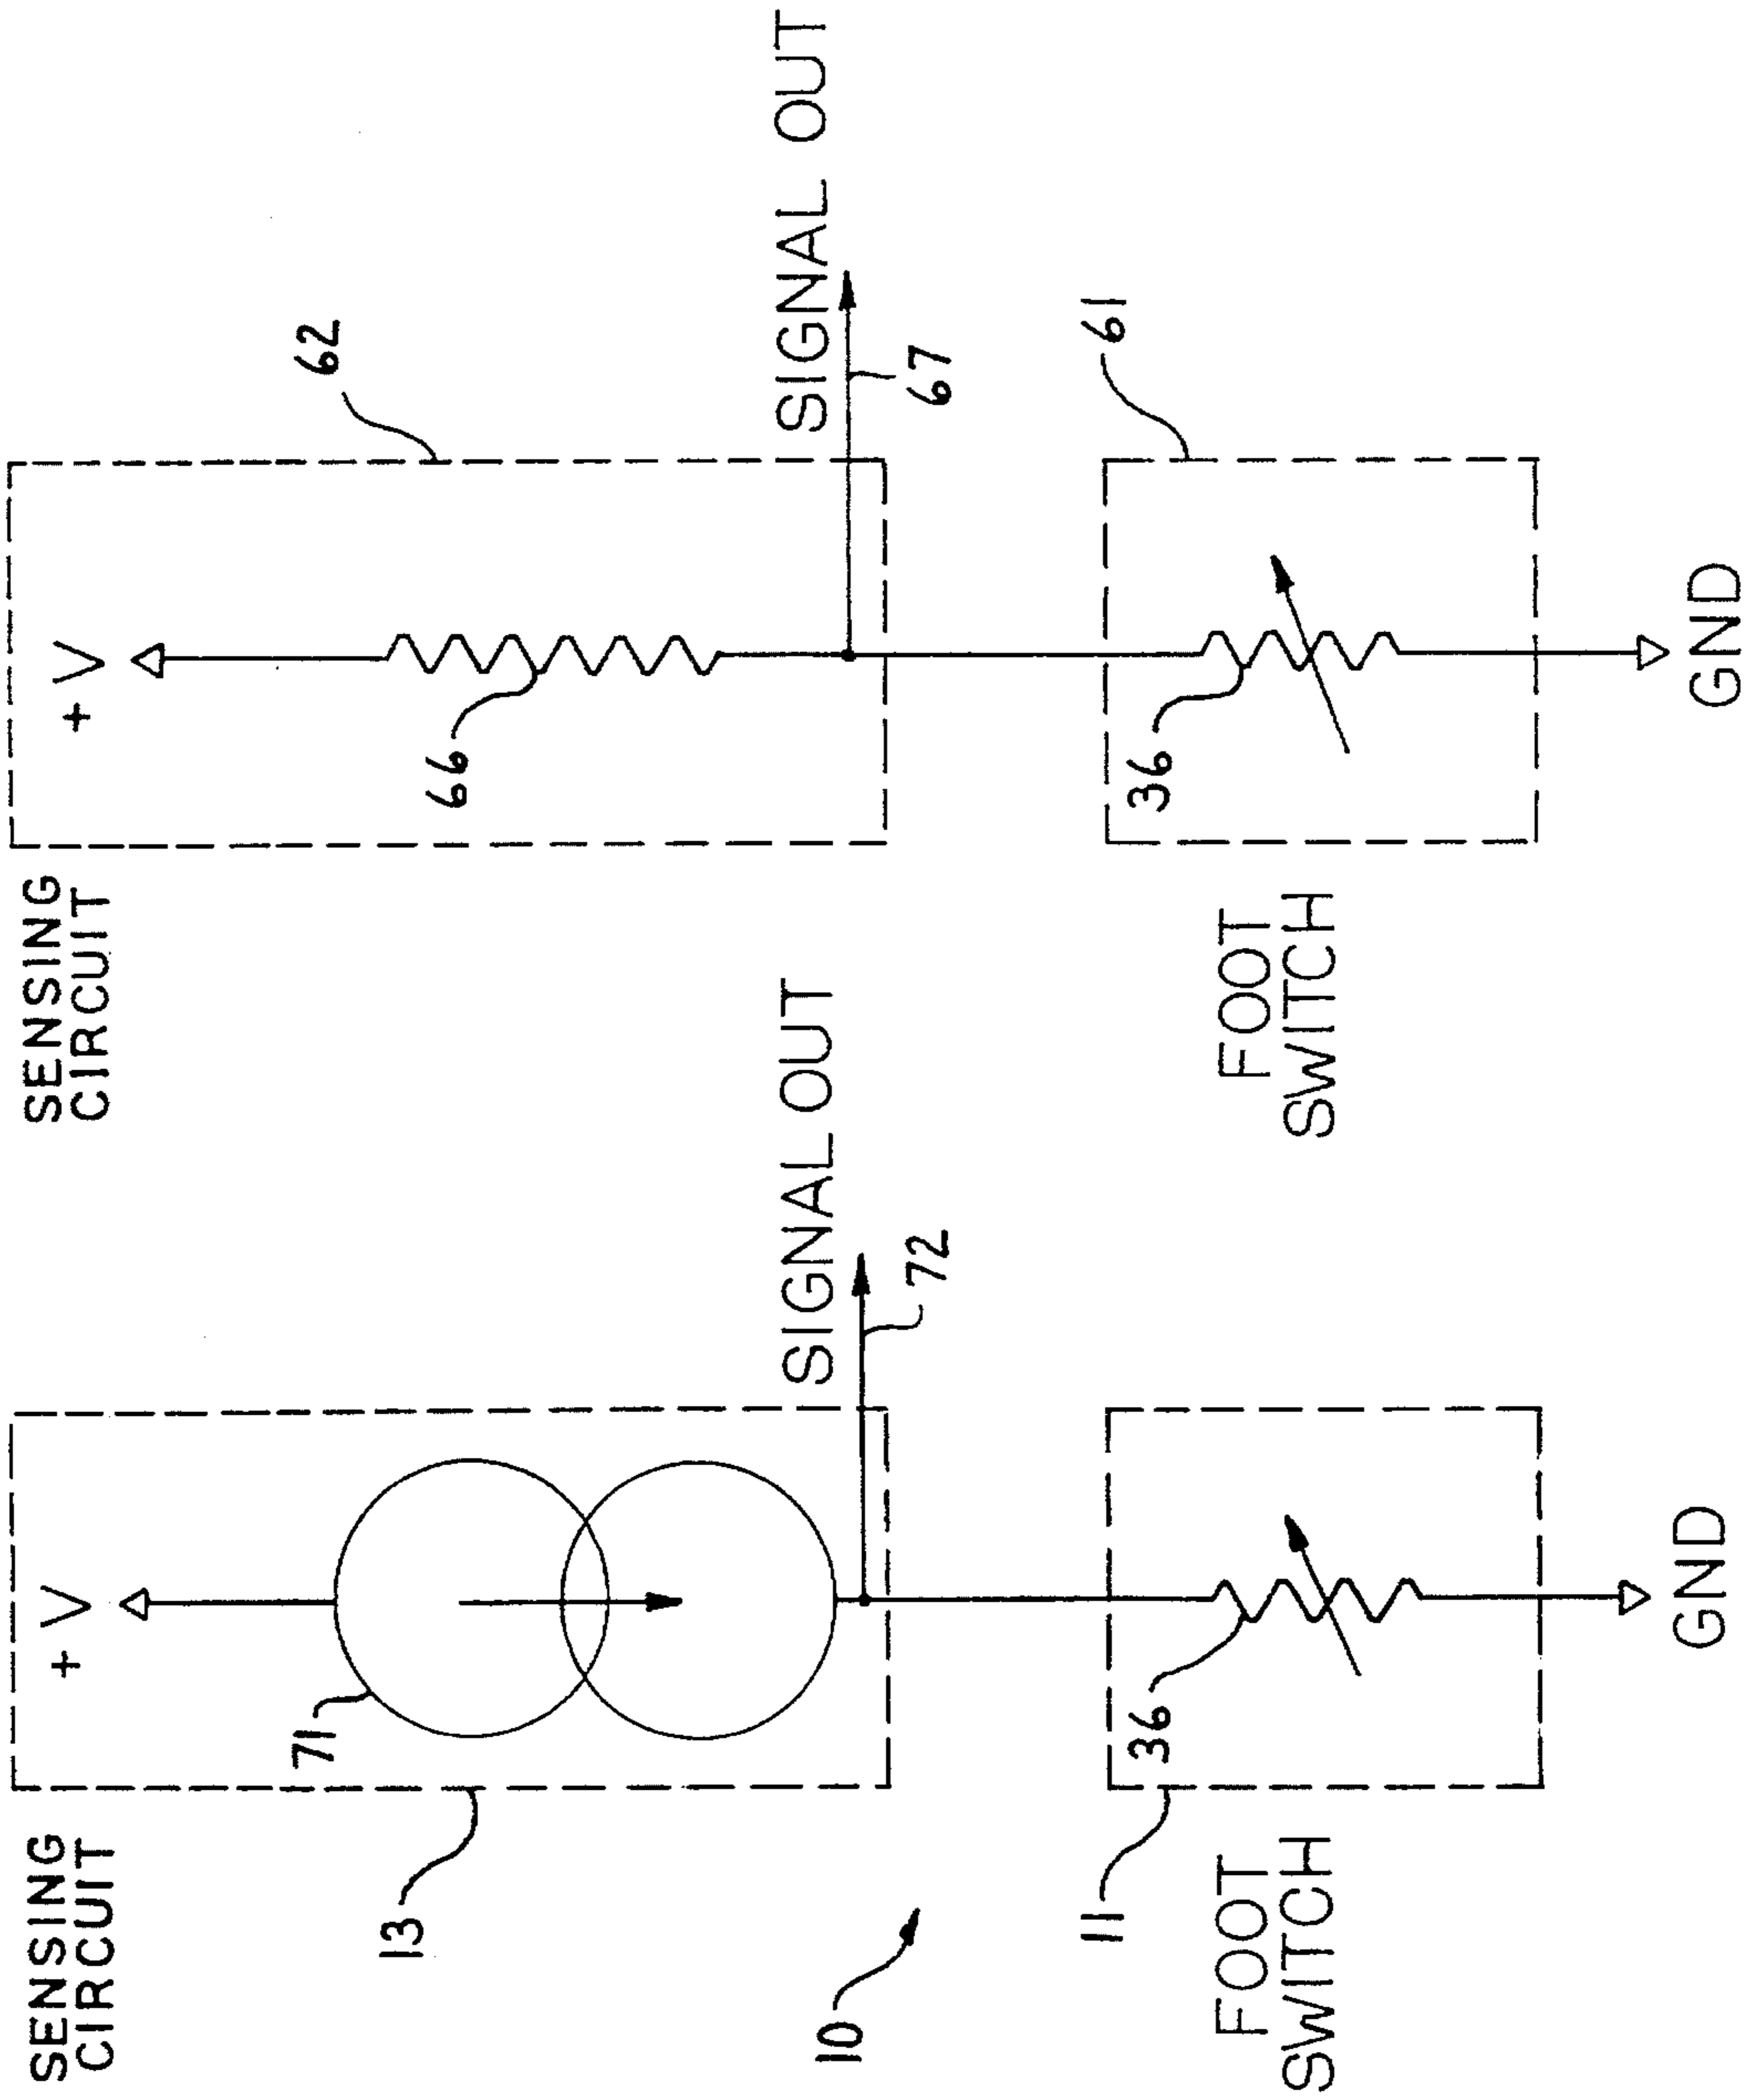 SENSING
CIRCUIT
+V
71
13
SIGNAL OUT
72
10
11
36
FOOT
SWITCH
GND
SENSING
CIRCUIT
+V
62
66
SIGNAL OUT
67
61
36
FOOT
SWITCH
GND